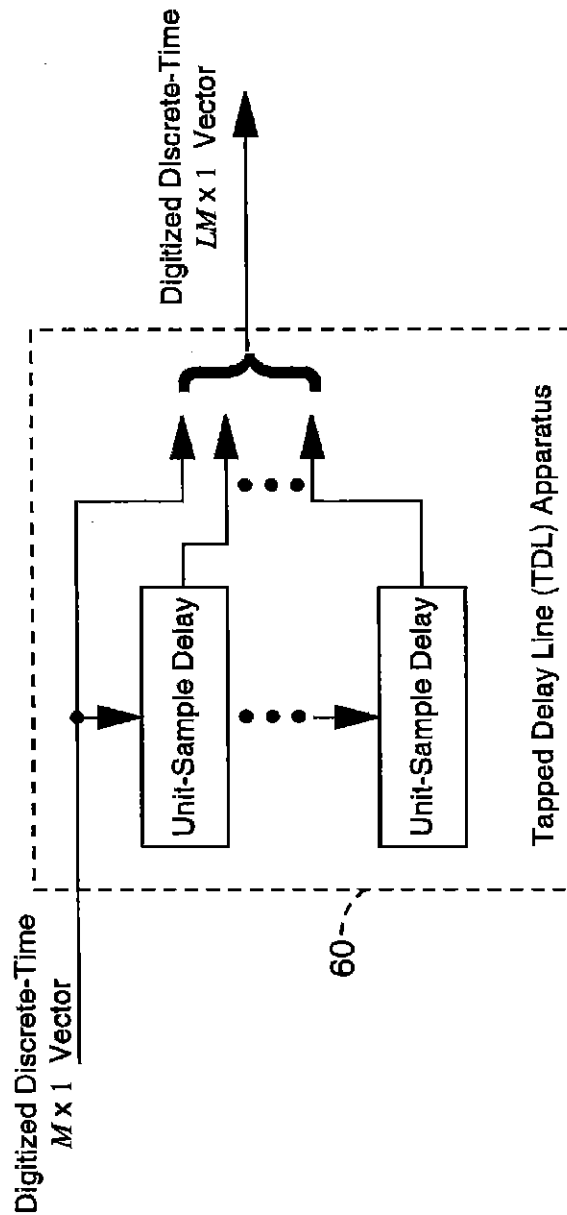 Digitized Discrete-Time
M x 1 Vector
Unit-Sample Delay
Unit-Sample Delay
60
Tapped Delay Line (TDL) Apparatus
Digitized Discrete-Time
LM x 1 Vector